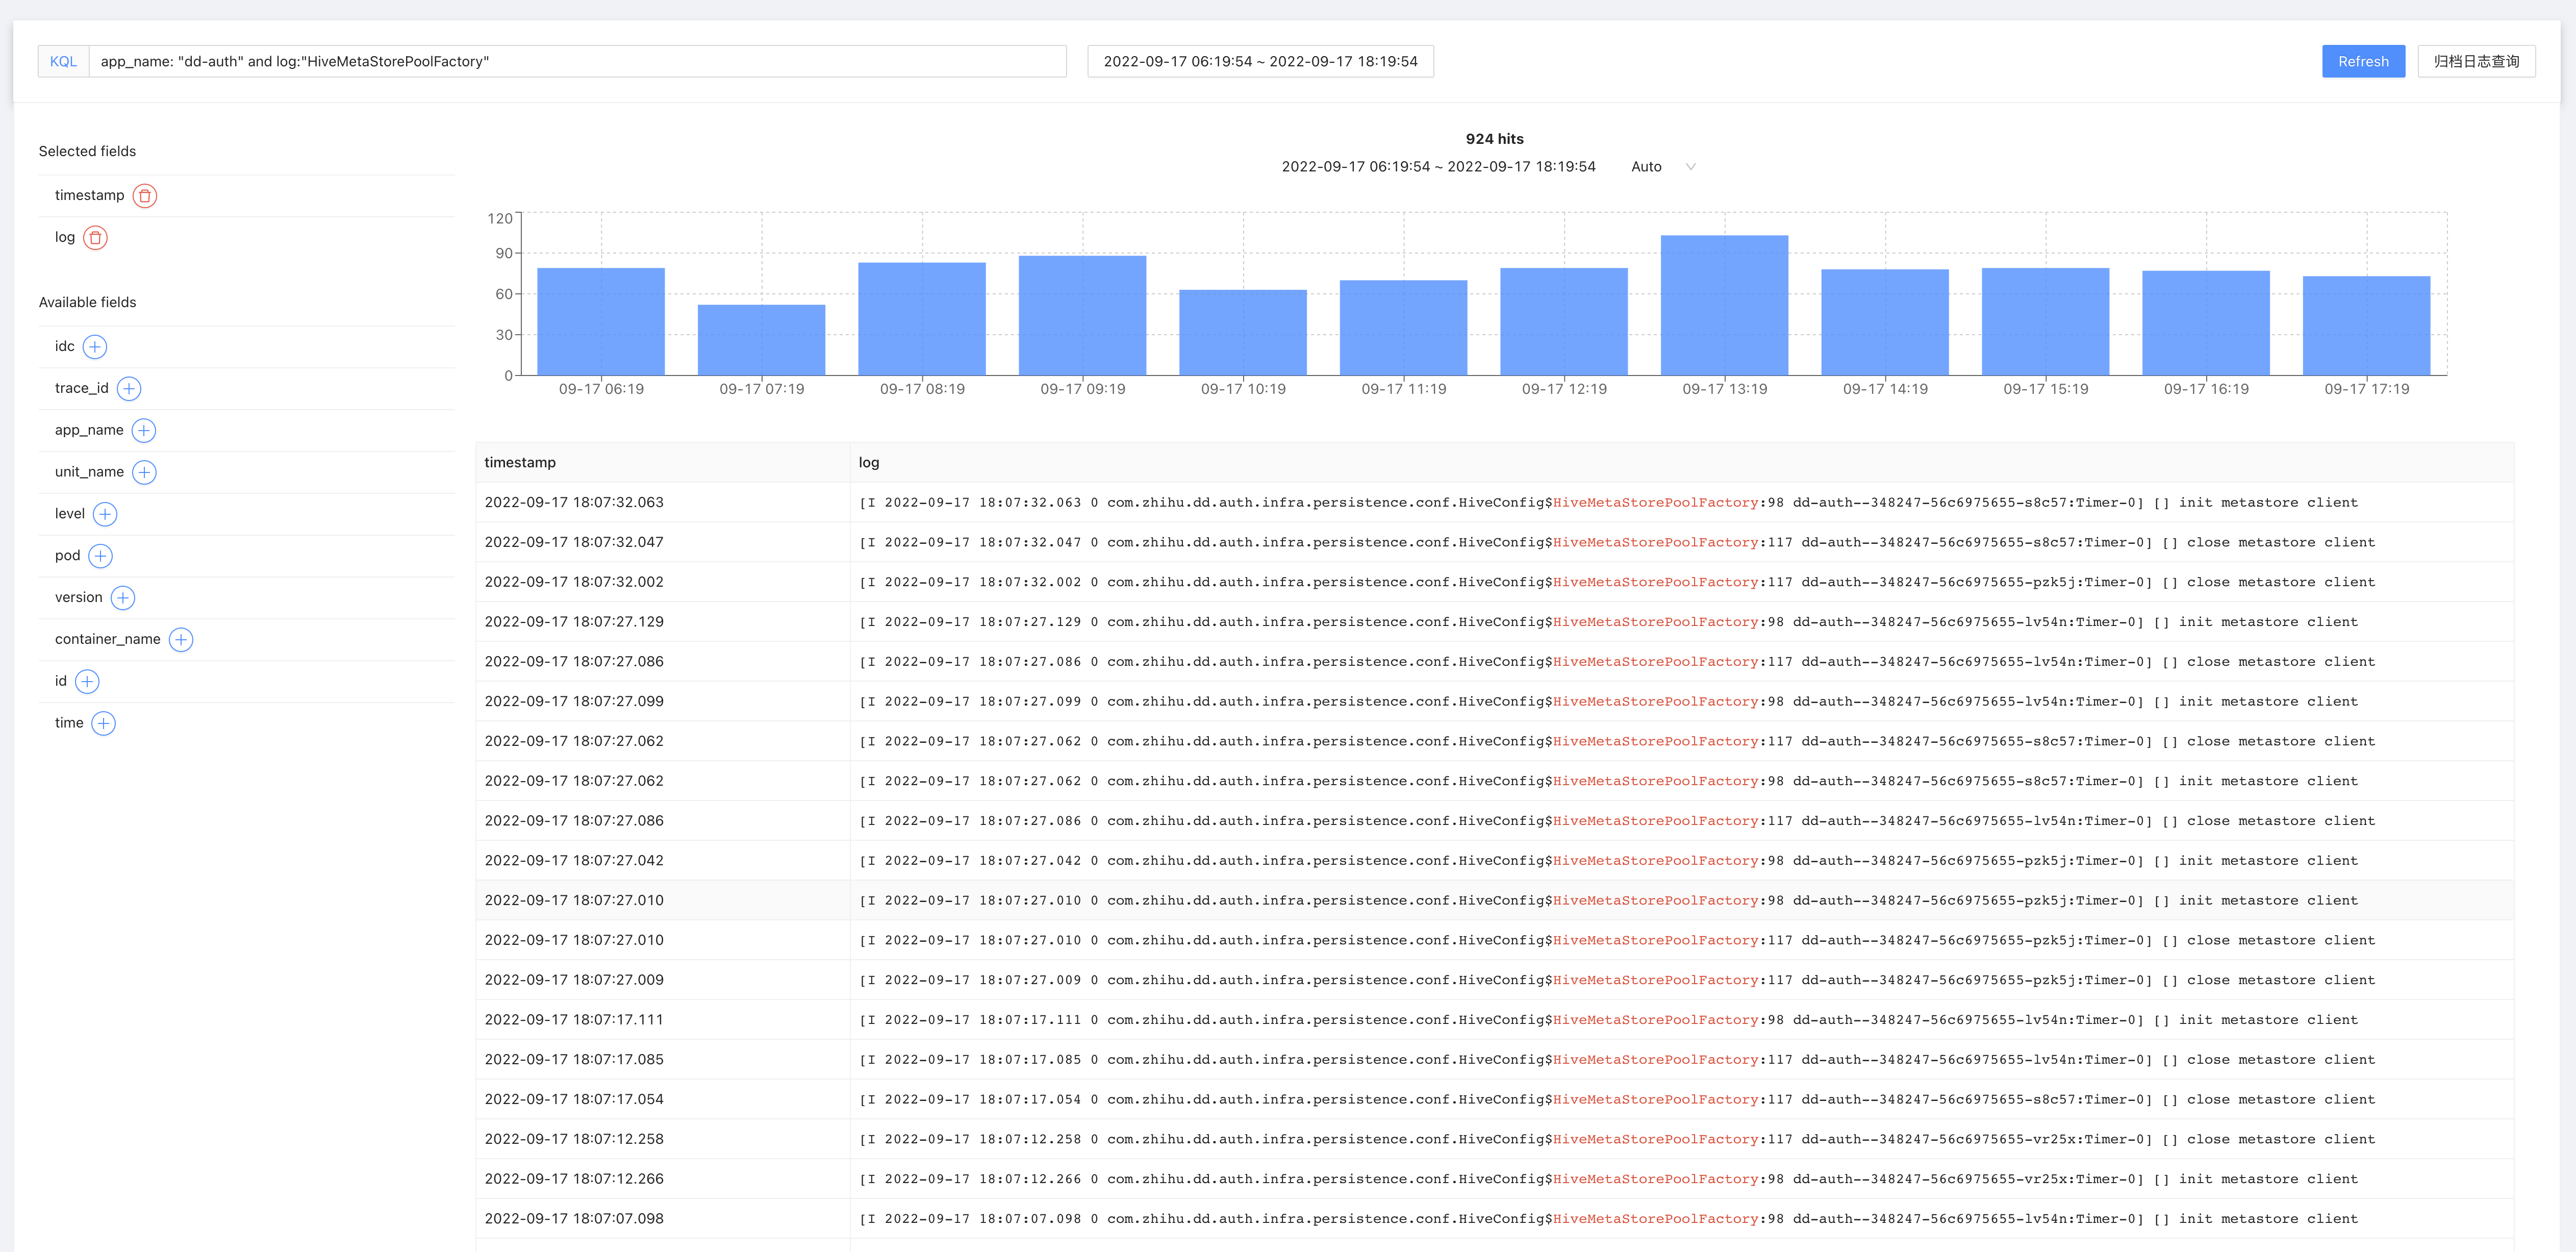 KQL app_name: "dd-auth" and log:"HiveMetaStorePoolFactory" 2022-09-17 06:19:54 ~ 2022-09-17 18:19:54 Refresh 归档日志查询
Selected fields
timestamp
log
Available fields
idc
trace_id
app_name
unit_name
level
pod
version
container_name
id
time
924 hits
2022-09-17 06:19:54 ~ 2022-09-17 18:19:54 Auto
120
90
60
30
0
09-17 06:19 09-17 07:19 09-17 08:19 09-17 09:19 09-17 10:19 09-17 11:19 09-17 12:19 09-17 13:19 09-17 14:19 09-17 15:19 09-17 16:19 09-17 17:19
timestamp log
2022-09-17 18:07:32.063 [I 2022-09-17 18:07:32.063 0 com.zhihu.dd.auth.infra.persistence.conf.HiveConfig$HiveMetaStorePoolFactory:98 dd-auth--348247-56c6975655-s8c57:Timer-0] [] init metastore client
2022-09-17 18:07:32.047 [I 2022-09-17 18:07:32.047 0 com.zhihu.dd.auth.infra.persistence.conf.HiveConfig$HiveMetaStorePoolFactory:117 dd-auth--348247-56c6975655-s8c57:Timer-0] [] close metastore client
2022-09-17 18:07:32.002 [I 2022-09-17 18:07:32.002 0 com.zhihu.dd.auth.infra.persistence.conf.HiveConfig$HiveMetaStorePoolFactory:117 dd-auth--348247-56c6975655-pzk5j:Timer-0] [] close metastore client
2022-09-17 18:07:27.129 [I 2022-09-17 18:07:27.129 0 com.zhihu.dd.auth.infra.persistence.conf.HiveConfig$HiveMetaStorePoolFactory:98 dd-auth--348247-56c6975655-lv54n:Timer-0] [] init metastore client
2022-09-17 18:07:27.086 [I 2022-09-17 18:07:27.086 0 com.zhihu.dd.auth.infra.persistence.conf.HiveConfig$HiveMetaStorePoolFactory:117 dd-auth--348247-56c6975655-lv54n:Timer-0] [] close metastore client
2022-09-17 18:07:27.099 [I 2022-09-17 18:07:27.099 0 com.zhihu.dd.auth.infra.persistence.conf.HiveConfig$HiveMetaStorePoolFactory:98 dd-auth--348247-56c6975655-lv54n:Timer-0] [] init metastore client
2022-09-17 18:07:27.062 [I 2022-09-17 18:07:27.062 0 com.zhihu.dd.auth.infra.persistence.conf.HiveConfig$HiveMetaStorePoolFactory:117 dd-auth--348247-56c6975655-s8c57:Timer-0] [] close metastore client
2022-09-17 18:07:27.062 [I 2022-09-17 18:07:27.062 0 com.zhihu.dd.auth.infra.persistence.conf.HiveConfig$HiveMetaStorePoolFactory:98 dd-auth--348247-56c6975655-s8c57:Timer-0] [] init metastore client
2022-09-17 18:07:27.086 [I 2022-09-17 18:07:27.086 0 com.zhihu.dd.auth.infra.persistence.conf.HiveConfig$HiveMetaStorePoolFactory:117 dd-auth--348247-56c6975655-lv54n:Timer-0] [] close metastore client
2022-09-17 18:07:27.042 [I 2022-09-17 18:07:27.042 0 com.zhihu.dd.auth.infra.persistence.conf.HiveConfig$HiveMetaStorePoolFactory:98 dd-auth--348247-56c6975655-pzk5j:Timer-0] [] init metastore client
2022-09-17 18:07:27.010 [I 2022-09-17 18:07:27.010 0 com.zhihu.dd.auth.infra.persistence.conf.HiveConfig$HiveMetaStorePoolFactory:98 dd-auth--348247-56c6975655-pzk5j:Timer-0] [] init metastore client
2022-09-17 18:07:27.010 [I 2022-09-17 18:07:27.010 0 com.zhihu.dd.auth.infra.persistence.conf.HiveConfig$HiveMetaStorePoolFactory:117 dd-auth--348247-56c6975655-pzk5j:Timer-0] [] close metastore client
2022-09-17 18:07:27.009 [I 2022-09-17 18:07:27.009 0 com.zhihu.dd.auth.infra.persistence.conf.HiveConfig$HiveMetaStorePoolFactory:117 dd-auth--348247-56c6975655-pzk5j:Timer-0] [] close metastore client
2022-09-17 18:07:17.111 [I 2022-09-17 18:07:17.111 0 com.zhihu.dd.auth.infra.persistence.conf.HiveConfig$HiveMetaStorePoolFactory:98 dd-auth--348247-56c6975655-lv54n:Timer-0] [] init metastore client
2022-09-17 18:07:17.085 [I 2022-09-17 18:07:17.085 0 com.zhihu.dd.auth.infra.persistence.conf.HiveConfig$HiveMetaStorePoolFactory:117 dd-auth--348247-56c6975655-lv54n:Timer-0] [] close metastore client
2022-09-17 18:07:17.054 [I 2022-09-17 18:07:17.054 0 com.zhihu.dd.auth.infra.persistence.conf.HiveConfig$HiveMetaStorePoolFactory:117 dd-auth--348247-56c6975655-s8c57:Timer-0] [] close metastore client
2022-09-17 18:07:12.258 [I 2022-09-17 18:07:12.258 0 com.zhihu.dd.auth.infra.persistence.conf.HiveConfig$HiveMetaStorePoolFactory:117 dd-auth--348247-56c6975655-vr25x:Timer-0] [] close metastore client
2022-09-17 18:07:12.266 [I 2022-09-17 18:07:12.266 0 com.zhihu.dd.auth.infra.persistence.conf.HiveConfig$HiveMetaStorePoolFactory:98 dd-auth--348247-56c6975655-vr25x:Timer-0] [] init metastore client
2022-09-17 18:07:07.098 [I 2022-09-17 18:07:07.098 0 com.zhihu.dd.auth.infra.persistence.conf.HiveConfig$HiveMetaStorePoolFactory:98 dd-auth--348247-56c6975655-lv54n:Timer-0] [] init metastore client